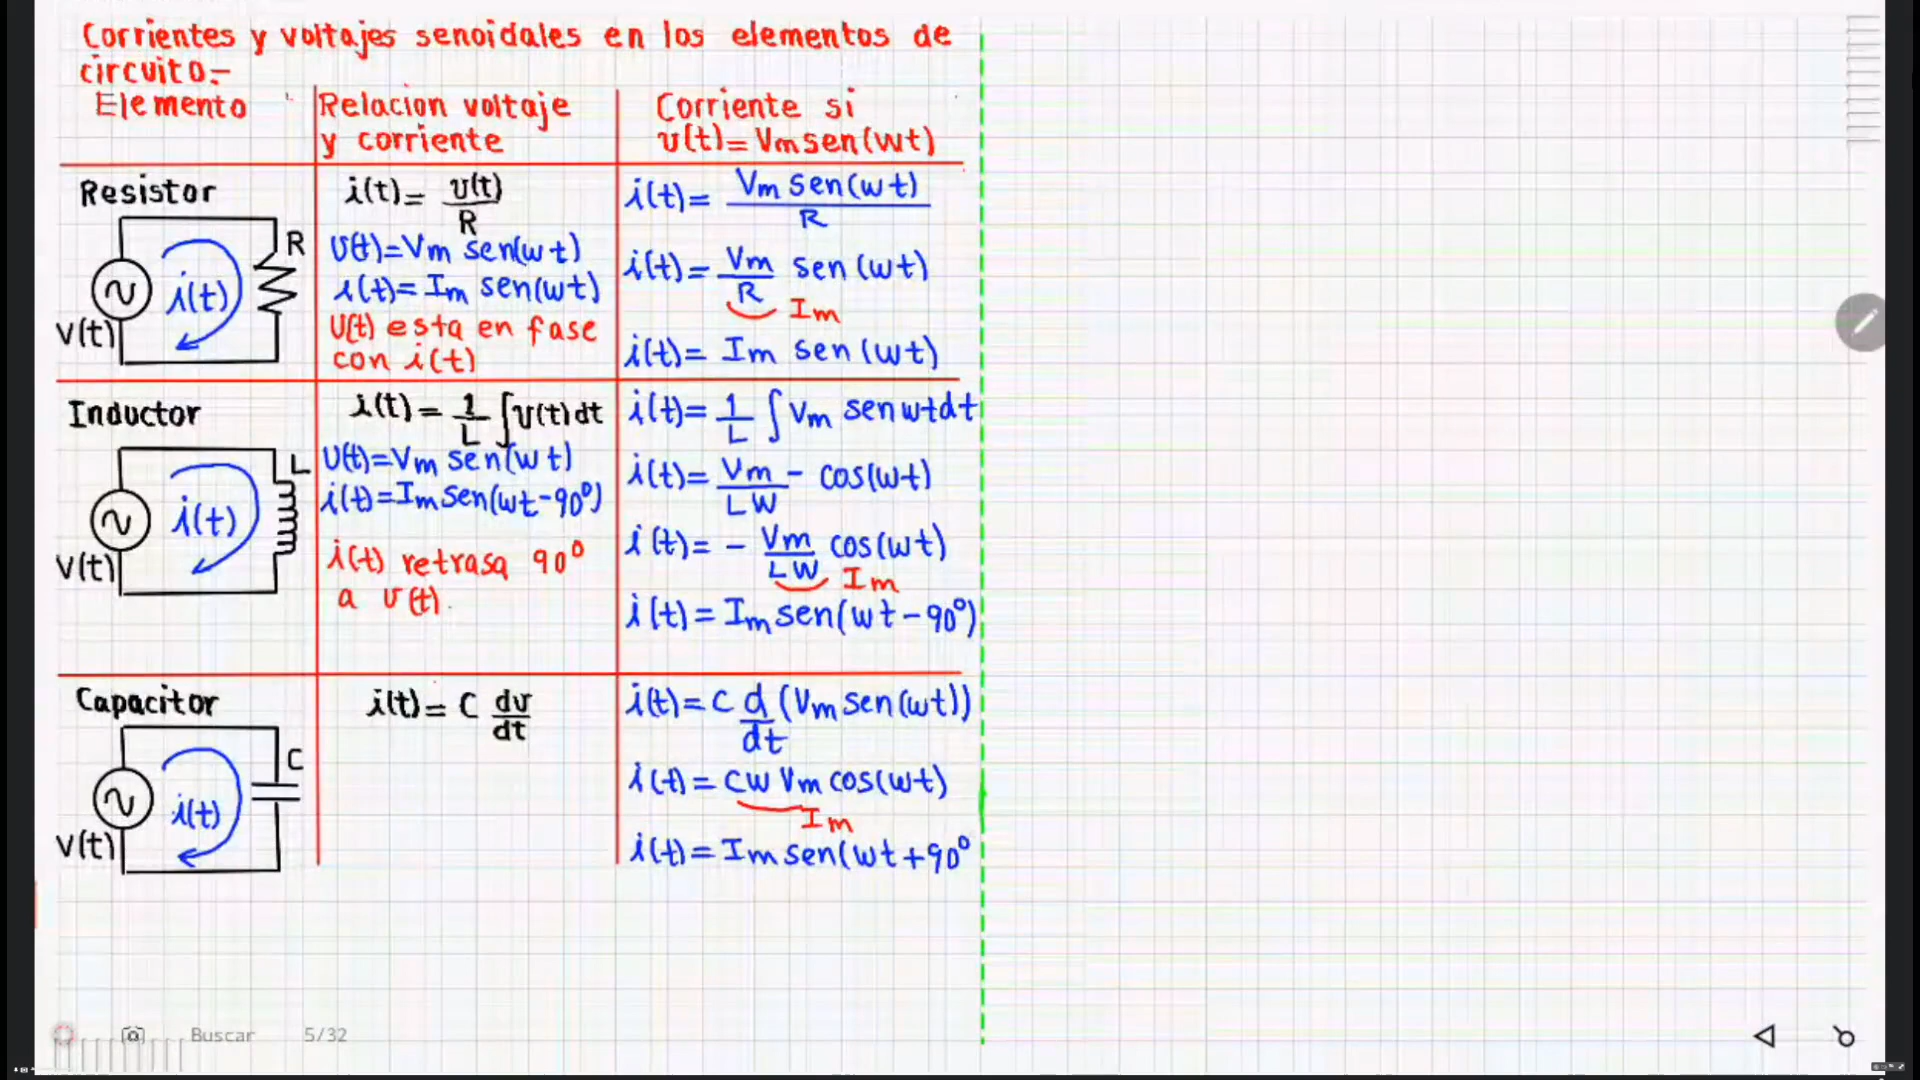 Corrientes y voltajes senoidales en los elementos de
circuito.-
Elemento
Relacion voltaje
y corriente
Corriente si
v(t)=Vm sen(wt)
Resistor
R
i(t)
V(t)
i(t)= v(t)/R
v(t)=Vm sen(wt)
i(t)=Im sen(wt)
v(t) esta en fase
con i(t)
i(t)= Vm sen(wt)/R
i(t)= Vm/R sen(wt)
Im
i(t)= Im sen(wt)
Inductor
L
i(t)
V(t)
i(t)= 1/L ∫v(t)dt
v(t)=Vm sen(wt)
i(t)=Im sen(wt-90°)
i(t) retrasa 90°
a v(t).
i(t)= 1/L ∫ Vm senwtdt
i(t)= Vm/LW - cos(wt)
i(t)= - Vm/LW cos(wt)
Im
i(t)= Im sen(wt-90°)
Capacitor
C
i(t)
V(t)
i(t)= C dv/dt
i(t)= C d/dt (Vm sen(wt))
i(t)= CW Vm cos(wt)
Im
i(t)= Im sen(wt+90°
Buscar 5/32